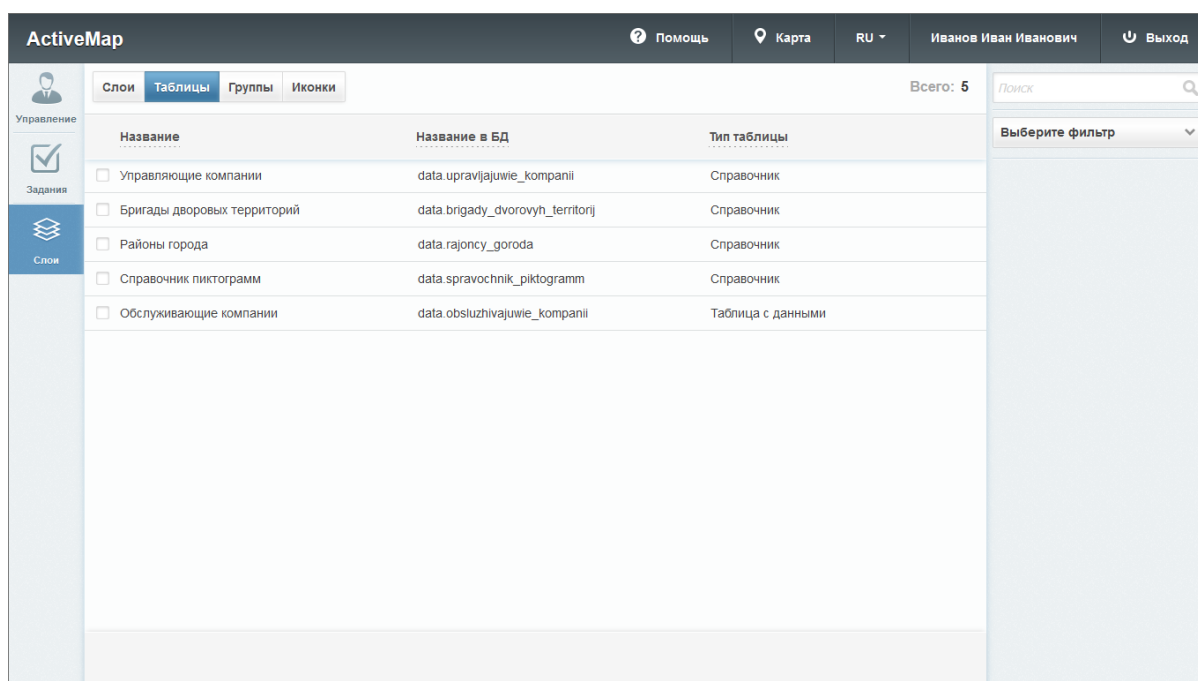 ActiveMap Помощь Карта RU Иванов Иван Иванович Выход
Управление
Задания
Слои
Слои Таблицы Группы Иконки Всего: 5
Название Название в БД Тип таблицы
Управляющие компании data.upravljajuwie_kompanii Справочник
Бригады дворовых территорий data.brigady_dvorovyh_territorij Справочник
Районы города data.rajoncy_goroda Справочник
Справочник пиктограмм data.spravochnik_piktogramm Справочник
Обслуживающие компании data.obsluzhivajuwie_kompanii Таблица с данными
Поиск
Выберите фильтр